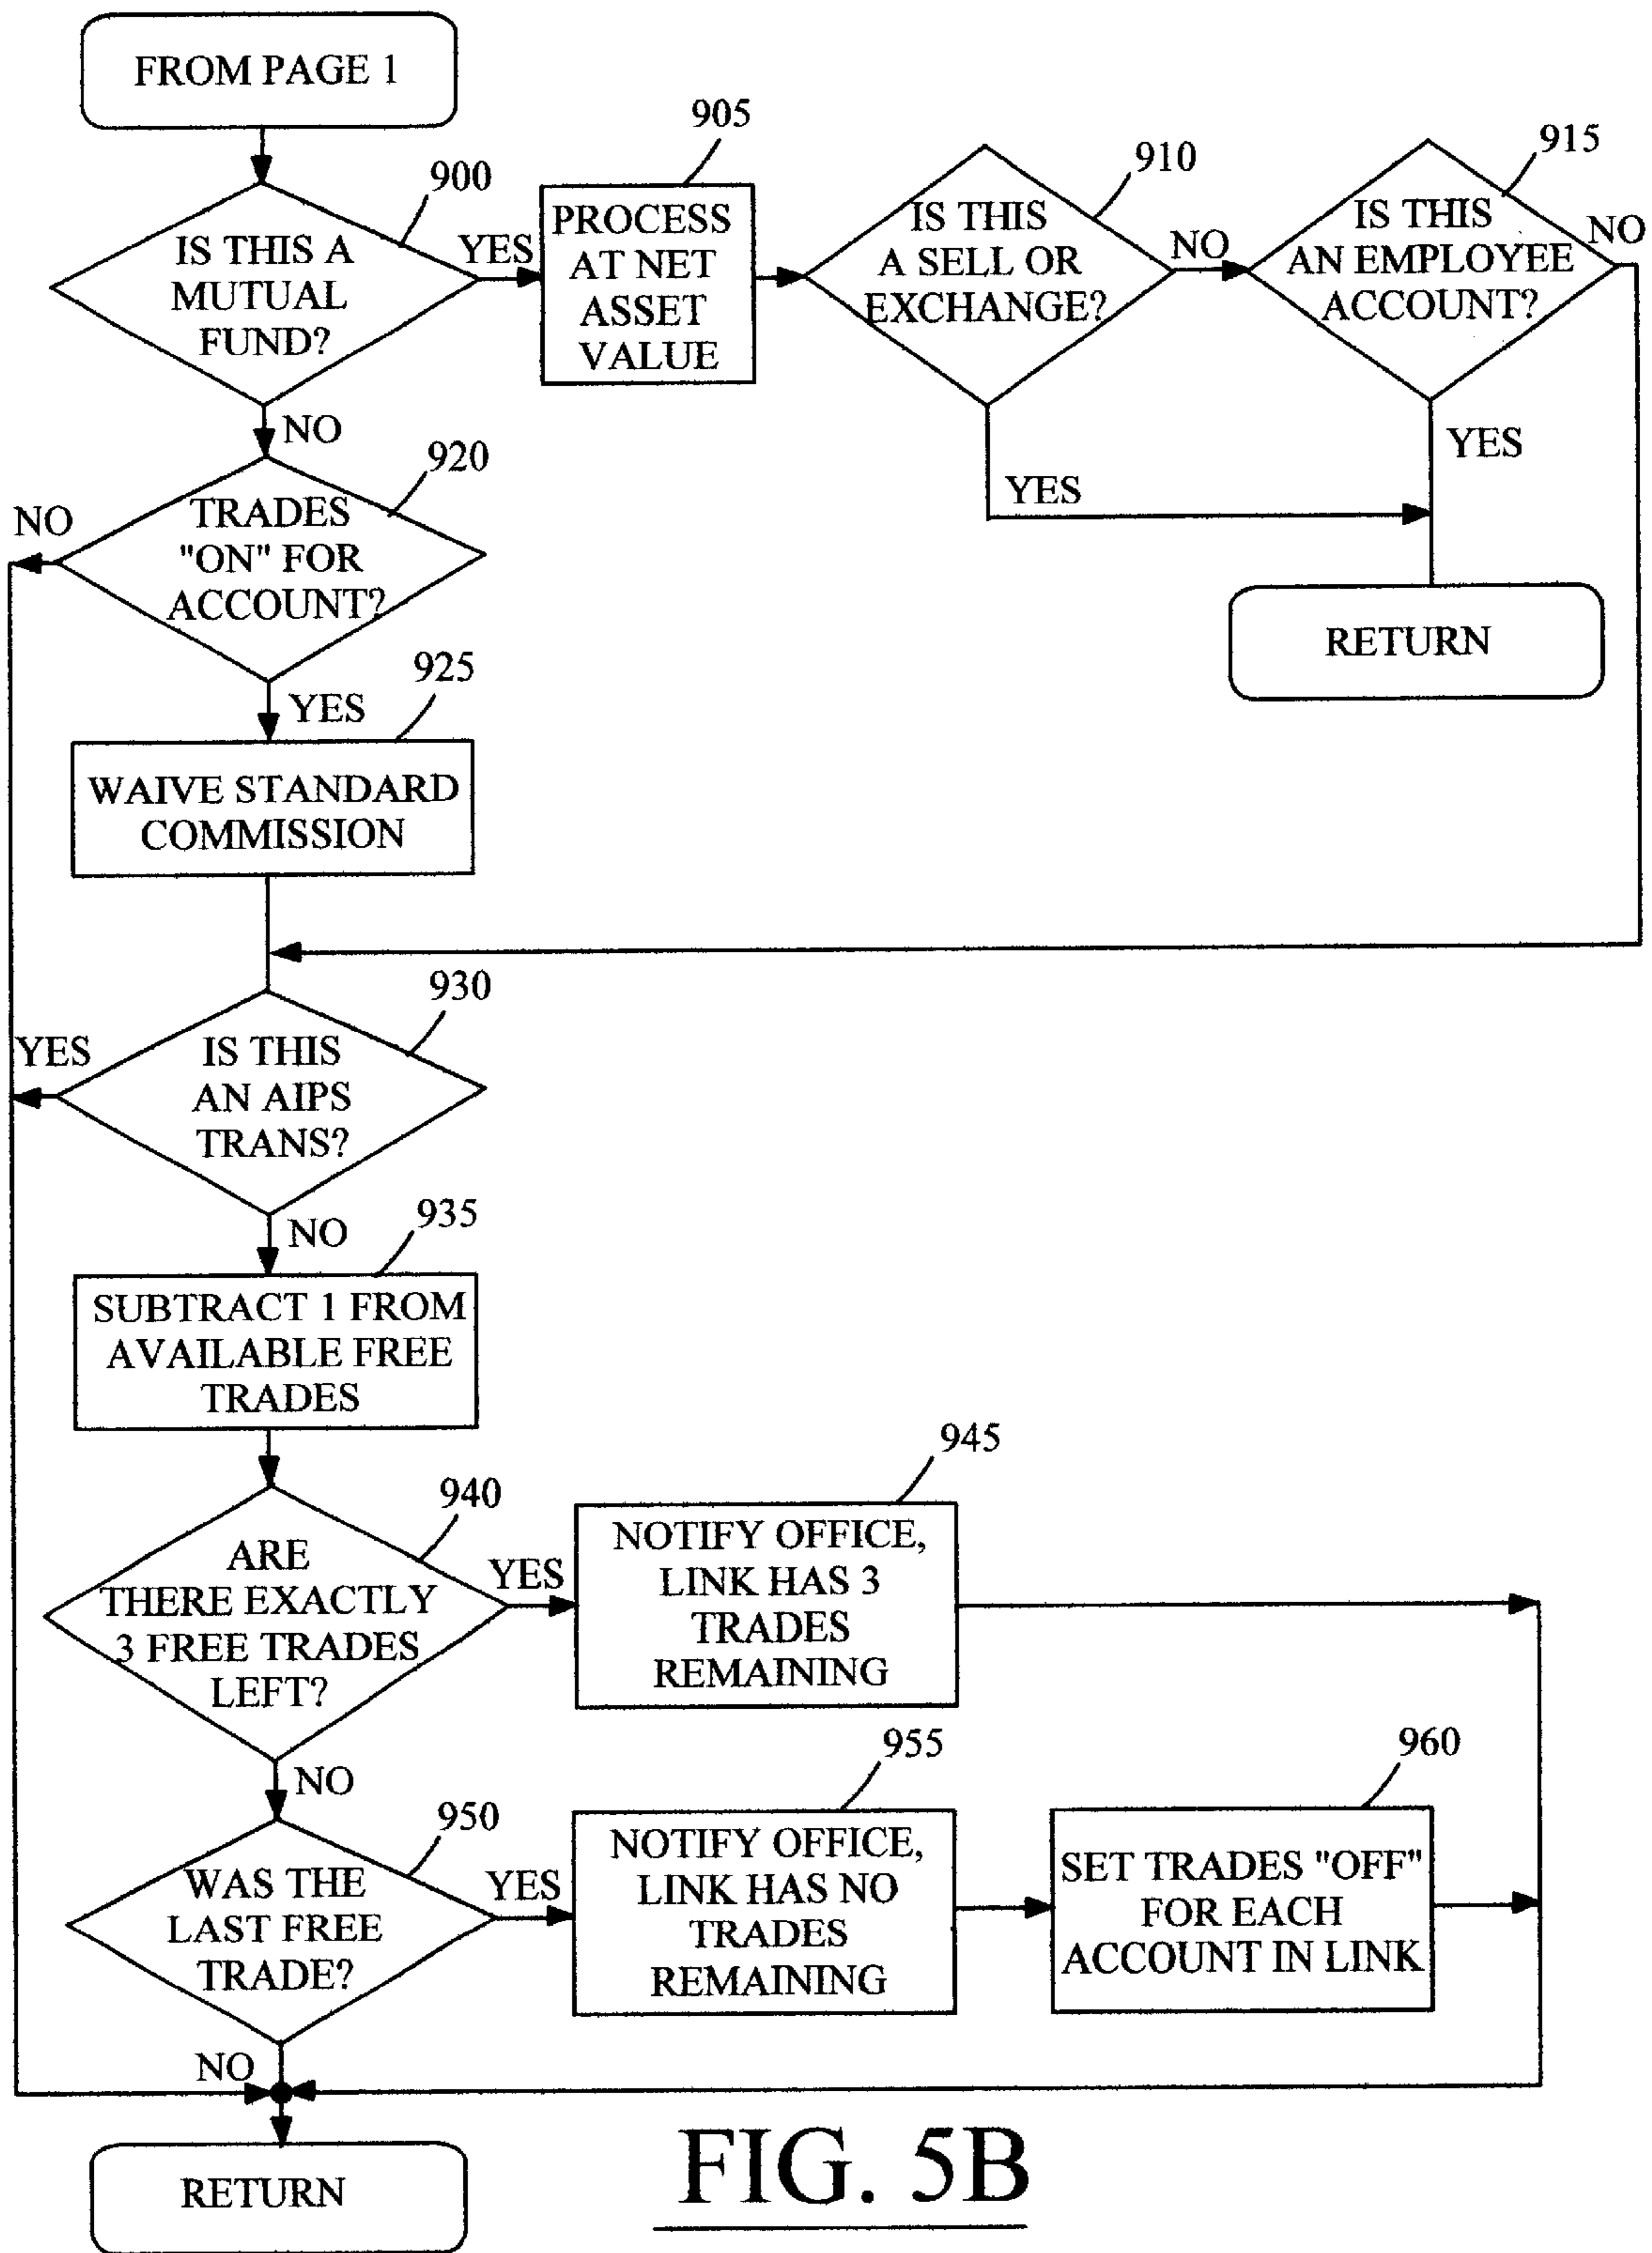 FROM PAGE 1
900
IS THIS A
MUTUAL
FUND?
YES
NO
905
PROCESS
AT NET
ASSET
VALUE
910
IS THIS
A SELL OR
EXCHANGE?
NO
YES
915
IS THIS
AN EMPLOYEE
ACCOUNT?
NO
YES
RETURN
920
TRADES
"ON" FOR
ACCOUNT?
NO
YES
925
WAIVE STANDARD
COMMISSION
930
IS THIS
AN AIPS
TRANS?
YES
NO
935
SUBTRACT 1 FROM
AVAILABLE FREE
TRADES
940
ARE
THERE EXACTLY
3 FREE TRADES
LEFT?
YES
NO
945
NOTIFY OFFICE,
LINK HAS 3
TRADES
REMAINING
950
WAS THE
LAST FREE
TRADE?
YES
NO
955
NOTIFY OFFICE,
LINK HAS NO
TRADES
REMAINING
960
SET TRADES "OFF"
FOR EACH
ACCOUNT IN LINK
RETURN
FIG. 5B